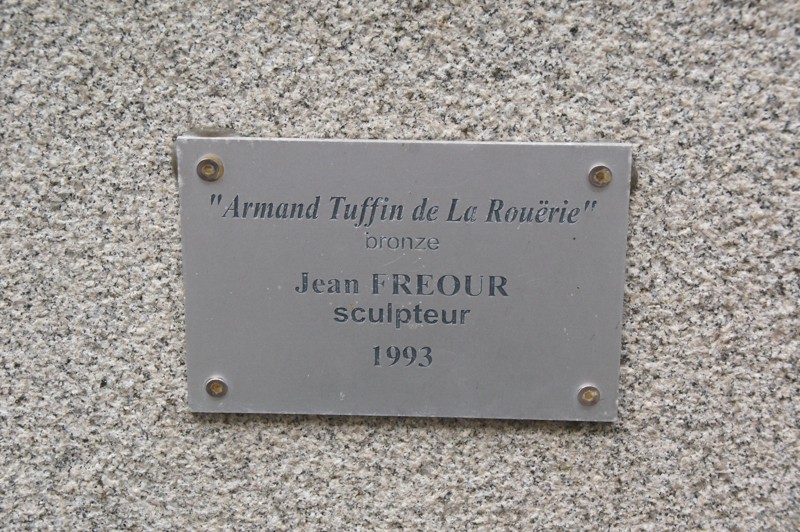 "Armand Tuffin de La Rouërie"
bronze
Jean FREOUR
sculpteur
1993